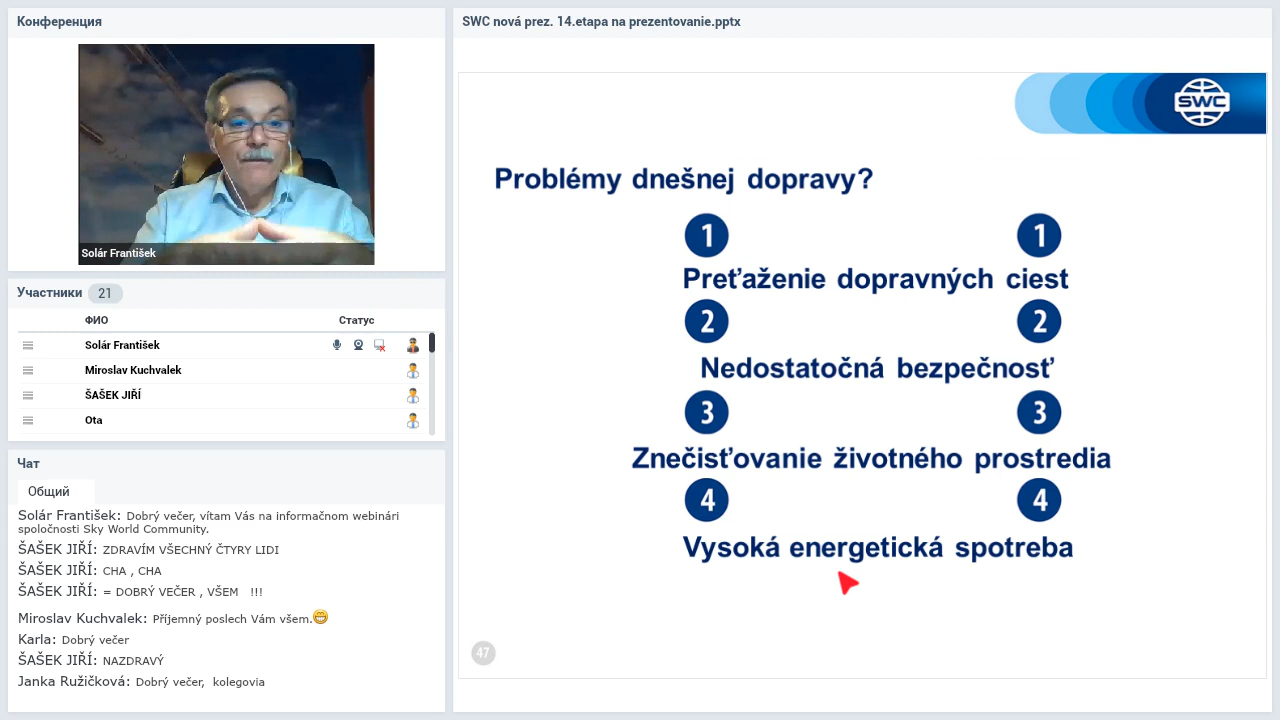 Конференция
Solár František
Участники 21
ФИО Статус
Solár František
Miroslav Kuchvalek
ŠAŠEK JIŘÍ
Ota
Чат
Общий
Solár František: Dobrý večer, vítam Vás na informačnom webinári
spoločnosti Sky World Community.
ŠAŠEK JIŘÍ: ZDRAVÍM VŠECHNÝ ČTYRY LIDI
ŠAŠEK JIŘÍ: CHA , CHA
ŠAŠEK JIŘÍ: = DOBRÝ VEČER , VŠEM !!!
Miroslav Kuchvalek: Příjemný poslech Vám všem.
Karla: Dobrý večer
ŠAŠEK JIŘÍ: NAZDRAVÝ
Janka Ružičková: Dobrý večer, kolegovia
SWC nová prez. 14.etapa na prezentovanie.pptx
SWC
Problémy dnešnej dopravy?
1 1
Preťaženie dopravných ciest
2 2
Nedostatočná bezpečnosť
3 3
Znečisťovanie životného prostredia
4 4
Vysoká energetická spotreba
47